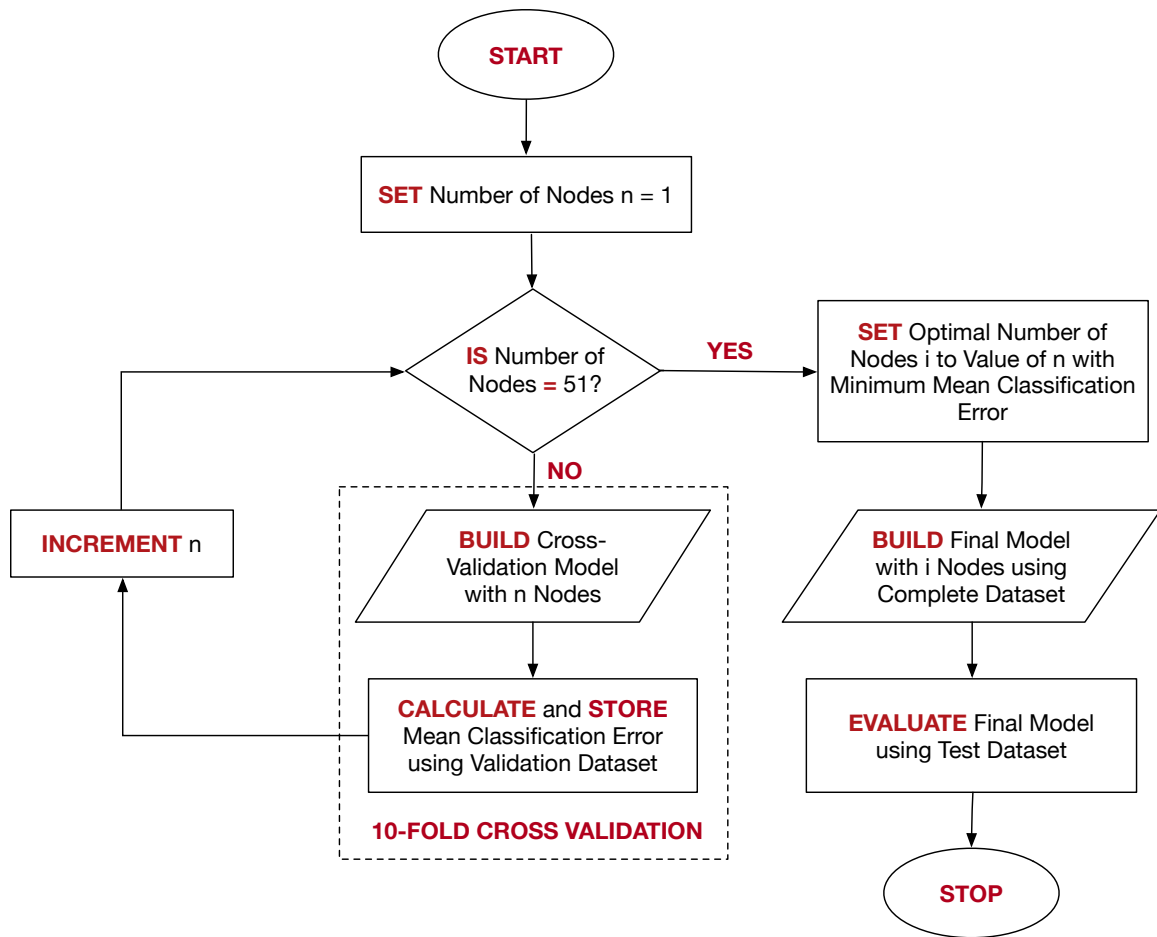 START
SET Number of Nodes n = 1
IS Number of
Nodes = 51?
YES
SET Optimal Number of
Nodes i to Value of n with
Minimum Mean Classification
Error
NO
INCREMENT n
BUILD Cross-
Validation Model
with n Nodes
BUILD Final Model
with i Nodes using
Complete Dataset
CALCULATE and STORE
Mean Classification Error
using Validation Dataset
EVALUATE Final Model
using Test Dataset
10-FOLD CROSS VALIDATION
STOP